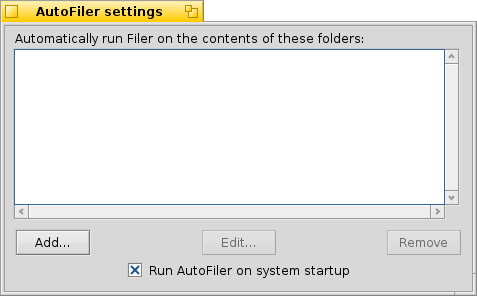 AutoFiler settings
Automatically run Filer on the contents of these folders:
Add...
Edit...
Remove
Run AutoFiler on system startup